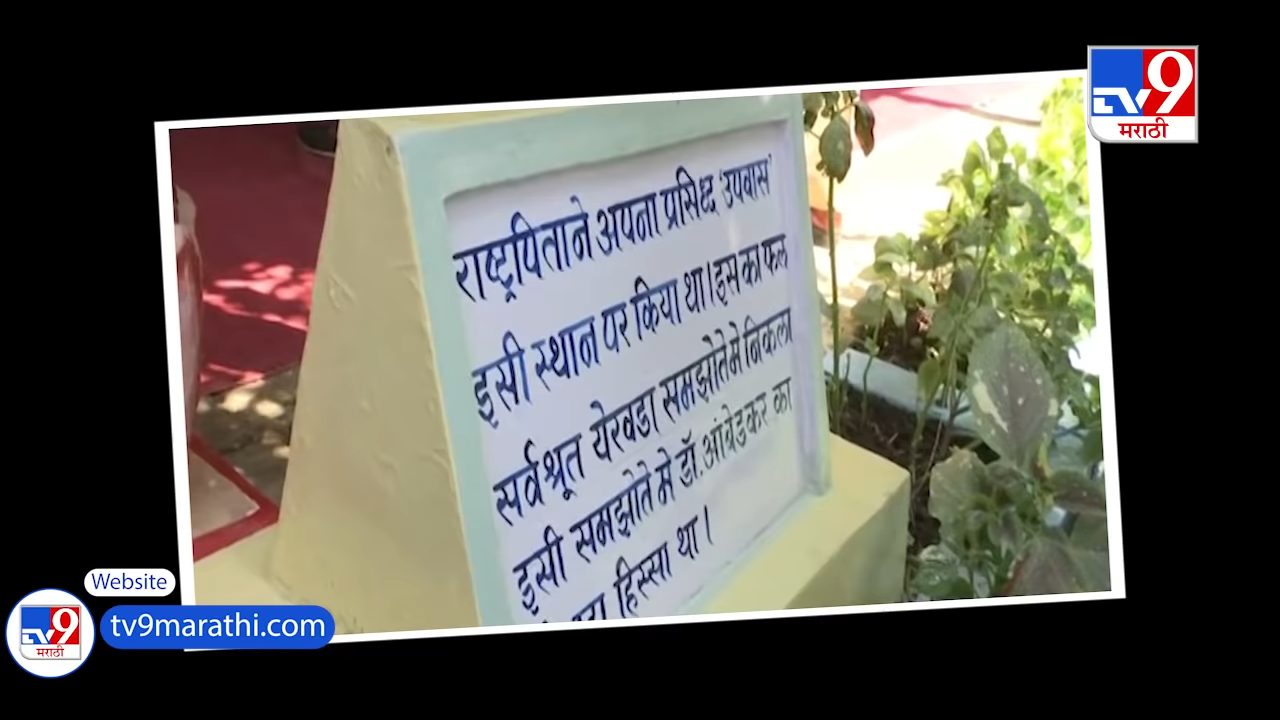 tv9
मराठी
राष्ट्रपिताने अपना प्रसिध्द 'उपवास'
इसी स्थान पर किया था। इस का फल
सर्वश्रूत येरवडा समझोतेमे निकला
इसी समझोते मे डॉ. आंबेडकर का
हिस्सा था।
Website
tv9marathi.com
tv9
मराठी